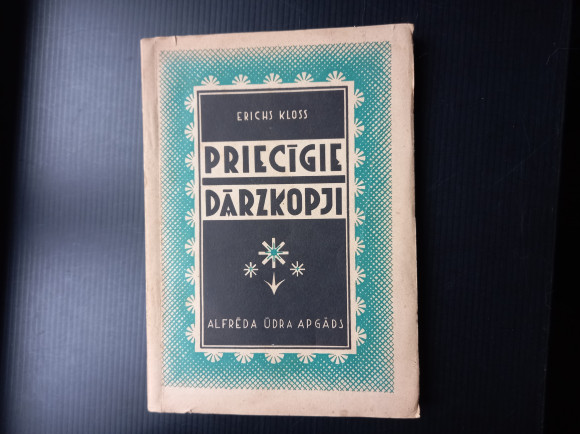 ERICHS KLOSS
PRIECĪGIE
DĀRZKOPJI
ALFRĒDA ŪDRA APGĀDS